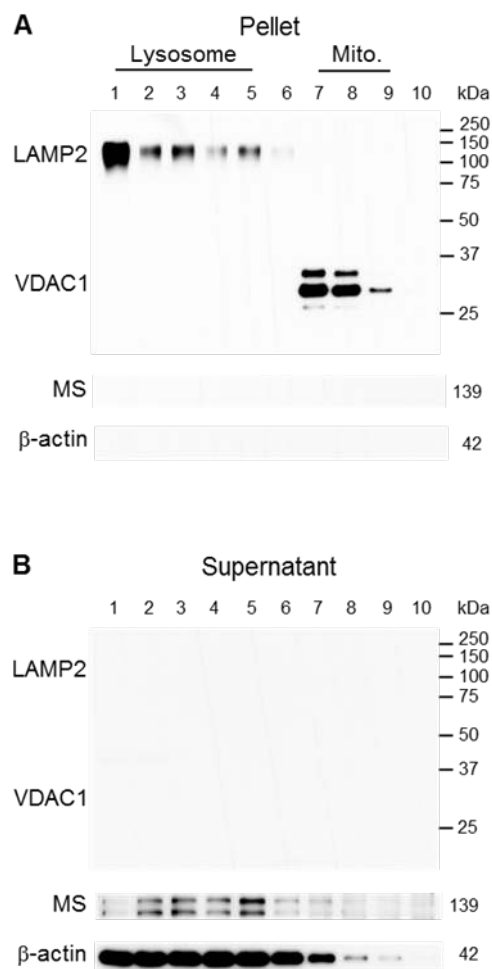 A Pellet
Lysosome Mito.
1 2 3 4 5 6 7 8 9 10 kDa
LAMP2
VDAC1
250
150
100
75
50
37
25
MS 139
β-actin 42
B Supernatant
1 2 3 4 5 6 7 8 9 10 kDa
LAMP2
VDAC1
250
150
100
75
50
37
25
MS 139
β-actin 42